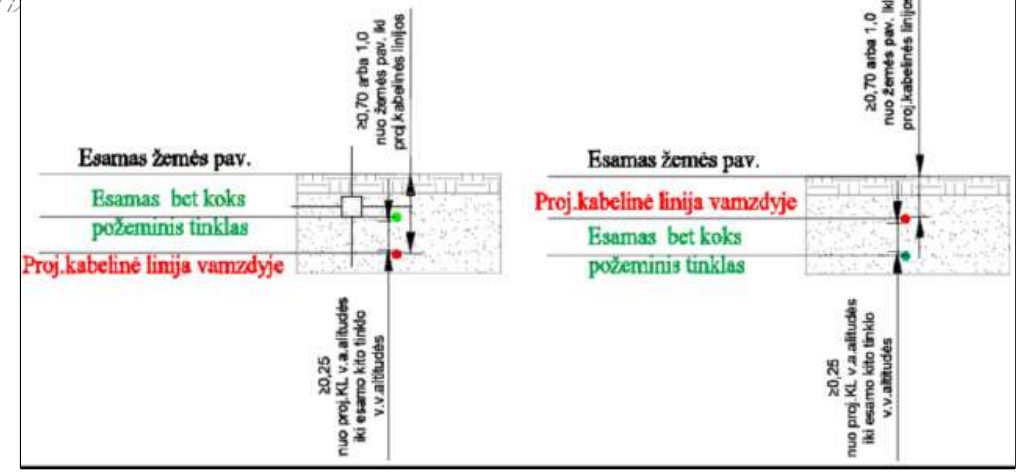 ≥0,70 arba 1,0
nuo žemės pav. iki
proj.kabelinės linijos
Esamas žemės pav.
Esamas bet koks
požeminis tinklas
Proj.kabelinė linija vamzdyje
≥0,25
nuo proj.KL v.a.altitudės
iki esamo kito tinklo
v.v.altitudės
≥0,70 arba 1,0
nuo žemės pav. iki
proj.kabelinės linijos
Esamas žemės pav.
Proj.kabelinė linija vamzdyje
Esamas bet koks
požeminis tinklas
≥0,25
nuo proj.KL v.a.altitudės
iki esamo kito tinklo
v.v.altitudės